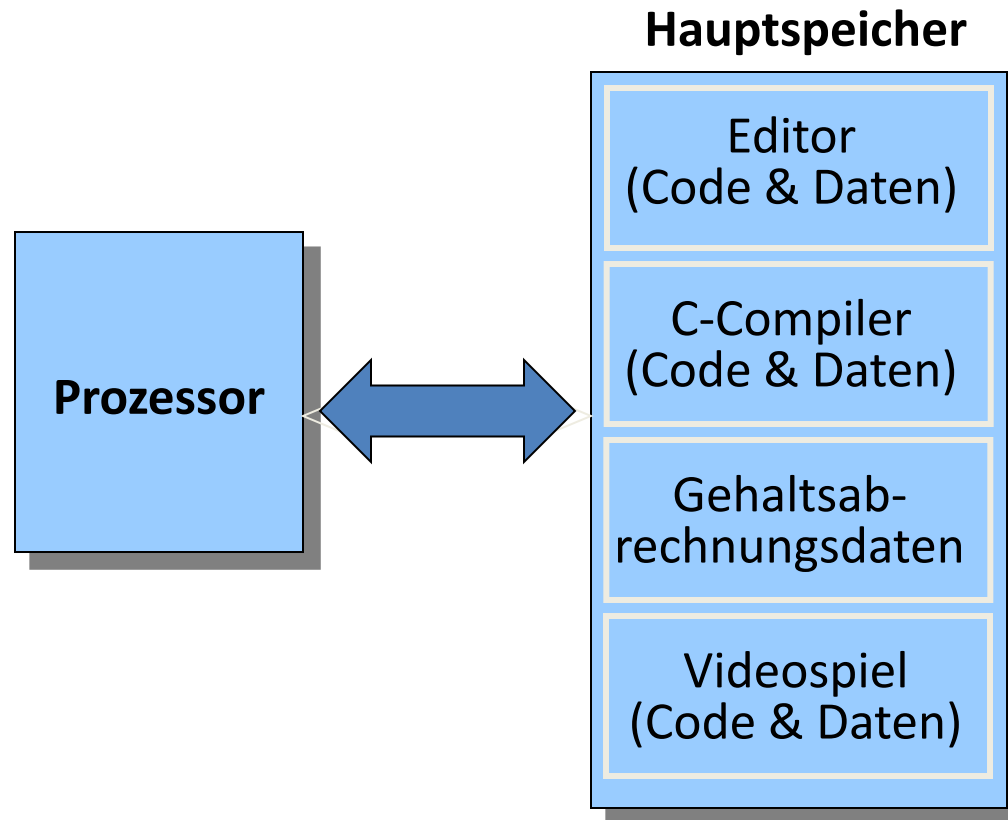 Hauptspeicher
Editor
(Code & Daten)
C-Compiler
(Code & Daten)
Prozessor
Gehaltsab-
rechnungsdaten
Videospiel
(Code & Daten)